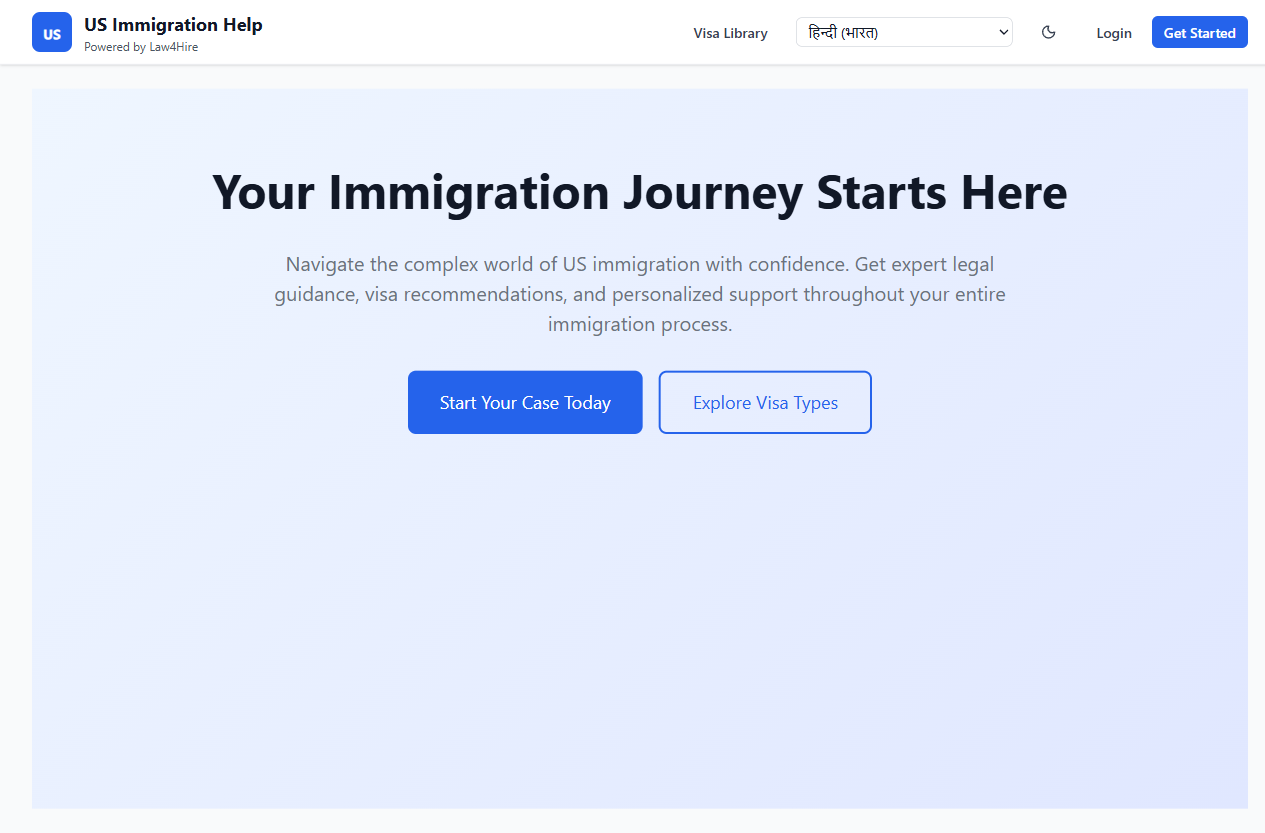 US
US Immigration Help
Powered by Law4Hire
Visa Library
हिन्दी (भारत)
Login
Get Started
Your Immigration Journey Starts Here
Navigate the complex world of US immigration with confidence. Get expert legal
guidance, visa recommendations, and personalized support throughout your entire
immigration process.
Start Your Case Today
Explore Visa Types